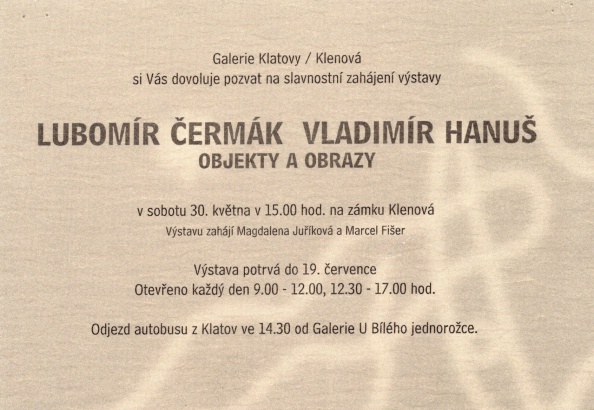 Galerie Klatovy / Klenová
si Vás dovoluje pozvat na slavnostní zahájení výstavy
LUBOMÍR ČERMÁK VLADIMÍR HANUŠ
OBJEKTY A OBRAZY
v sobotu 30. května v 15.00 hod. na zámku Klenová
Výstavu zahájí Magdalena Juříková a Marcel Fišer
Výstava potrvá do 19. července
Otevřeno každý den 9.00 - 12.00, 12.30 - 17.00 hod.
Odjezd autobusu z Klatov ve 14.30 od Galerie U Bílého jednorožce.